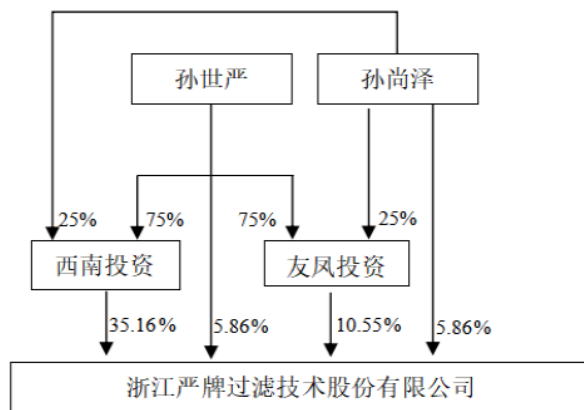 孙世严
孙尚泽
25%
75%
75%
25%
西南投资
友凤投资
35.16%
5.86%
10.55%
5.86%
浙江严牌过滤技术股份有限公司